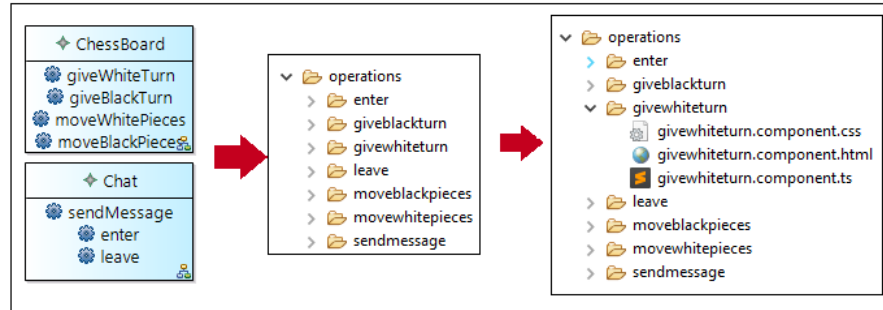 ChessBoard
giveWhiteTurn
giveBlackTurn
moveWhitePieces
moveBlackPieces
Chat
sendMessage
enter
leave
operations
enter
giveblackturn
givewhiteturn
leave
moveblackpieces
movewhitepieces
sendmessage
operations
enter
giveblackturn
givewhiteturn
givewhiteturn.component.css
givewhiteturn.component.html
givewhiteturn.component.ts
leave
moveblackpieces
movewhitepieces
sendmessage